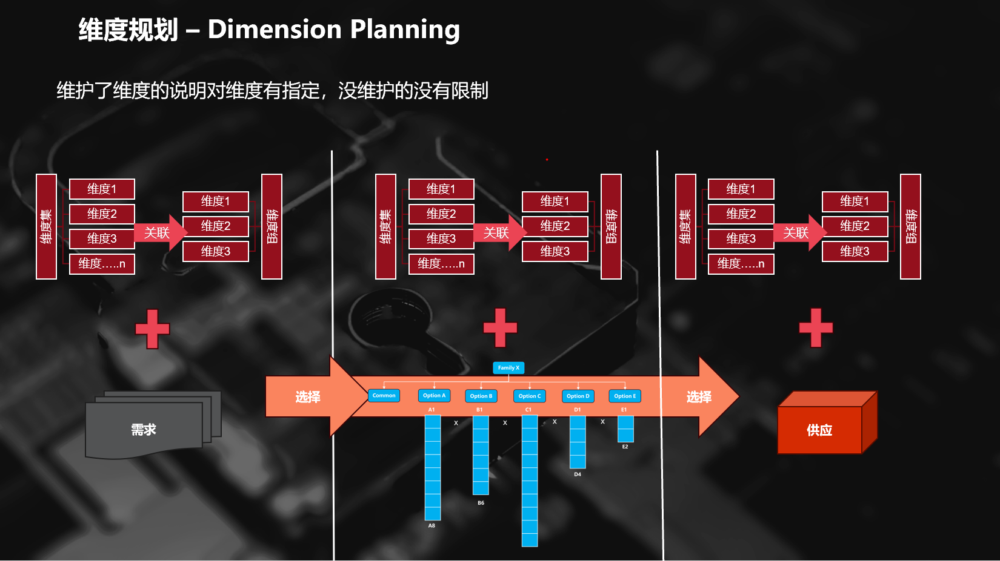 维度规划 – Dimension Planning
维护了维度的说明对维度有指定，没维护的没有限制
维度集
维度1
维度2
维度3
维度.....n
关联
维度1
维度2
维度3
维度组
需求
选择
维度集
维度1
维度2
维度3
维度.....n
关联
维度1
维度2
维度3
维度组
Family X
Common
Option A
Option B
Option C
Option D
Option E
A1
x
B1
x
C1
x
D1
x
E1
E2
D4
B6
A8
选择
维度集
维度1
维度2
维度3
维度.....n
关联
维度1
维度2
维度3
维度组
供应